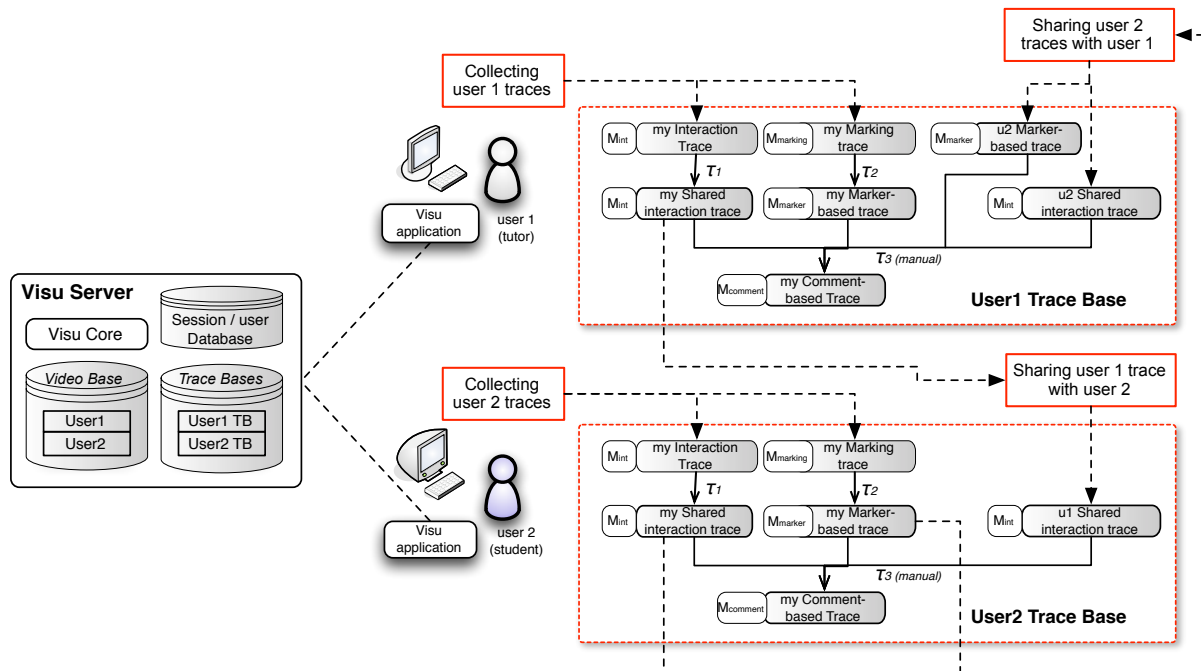 Sharing user 2
traces with user 1
Collecting
user 1 traces
Mint
my Interaction
Trace
Mmarking
my Marking
trace
Mmarker
u2 Marker-
based trace
τ1
τ2
Mint
my Shared
interaction trace
Mmarker
my Marker-
based trace
Mint
u2 Shared
interaction trace
τ3 (manual)
Mcomment
my Comment-
based Trace
User1 Trace Base
Visu
application
user 1
(tutor)
Visu Server
Visu Core
Session / user
Database
Video Base
User1
User2
Trace Bases
User1 TB
User2 TB
Collecting
user 2 traces
Sharing user 1 trace
with user 2
Mint
my Interaction
Trace
Mmarking
my Marking
trace
τ1
τ2
Mint
my Shared
interaction trace
Mmarker
my Marker-
based trace
Mint
u1 Shared
interaction trace
τ3 (manual)
Mcomment
my Comment-
based Trace
User2 Trace Base
Visu
application
user 2
(student)